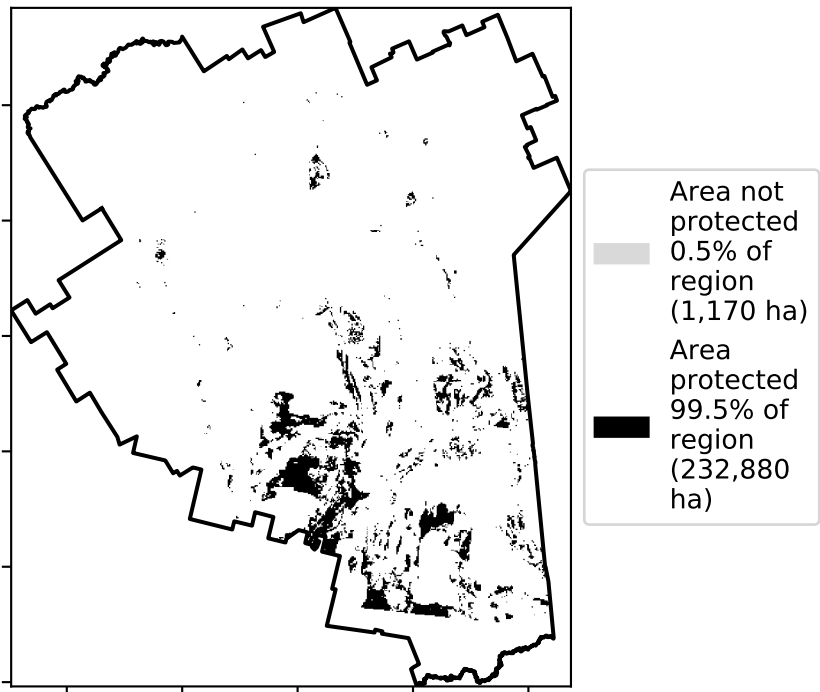 Area not
protected
0.5% of
region
(1,170 ha)
Area
protected
99.5% of
region
(232,880
ha)